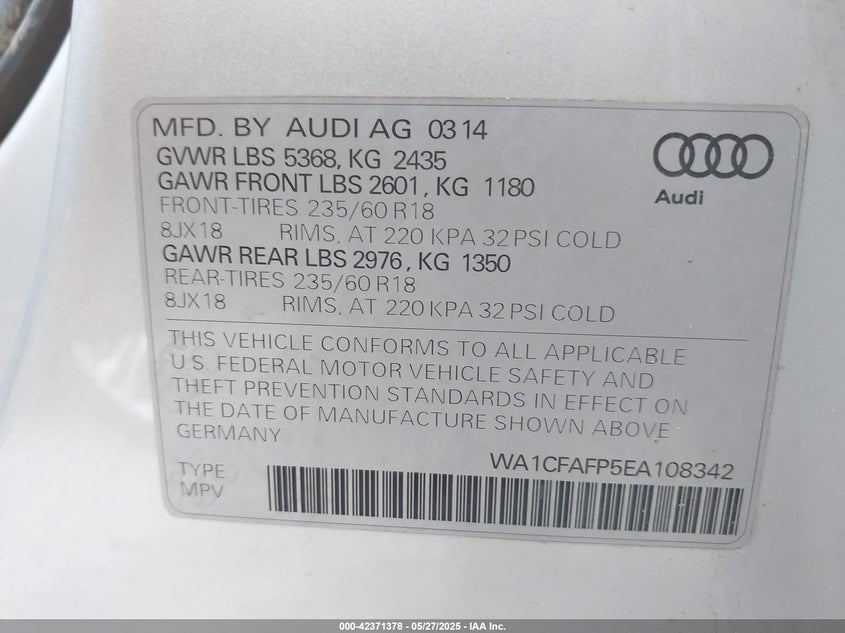 MFD. BY AUDI AG 03 14
GVWR LBS 5368, KG 2435
GAWR FRONT LBS 2601, KG 1180
FRONT-TIRES 235/60 R18
8JX18 RIMS, AT 220 KPA 32 PSI COLD
GAWR REAR LBS 2976, KG 1350
REAR-TIRES 235/60 R18
8JX18 RIMS, AT 220 KPA 32 PSI COLD
Audi
THIS VEHICLE CONFORMS TO ALL APPLICABLE
U.S. FEDERAL MOTOR VEHICLE SAFETY AND
THEFT PREVENTION STANDARDS IN EFFECT ON
THE DATE OF MANUFACTURE SHOWN ABOVE
GERMANY
WA1CFAFP5EA108342
TYPE:
MPV
000-42371378 - 05/27/2025 - IAA Inc.